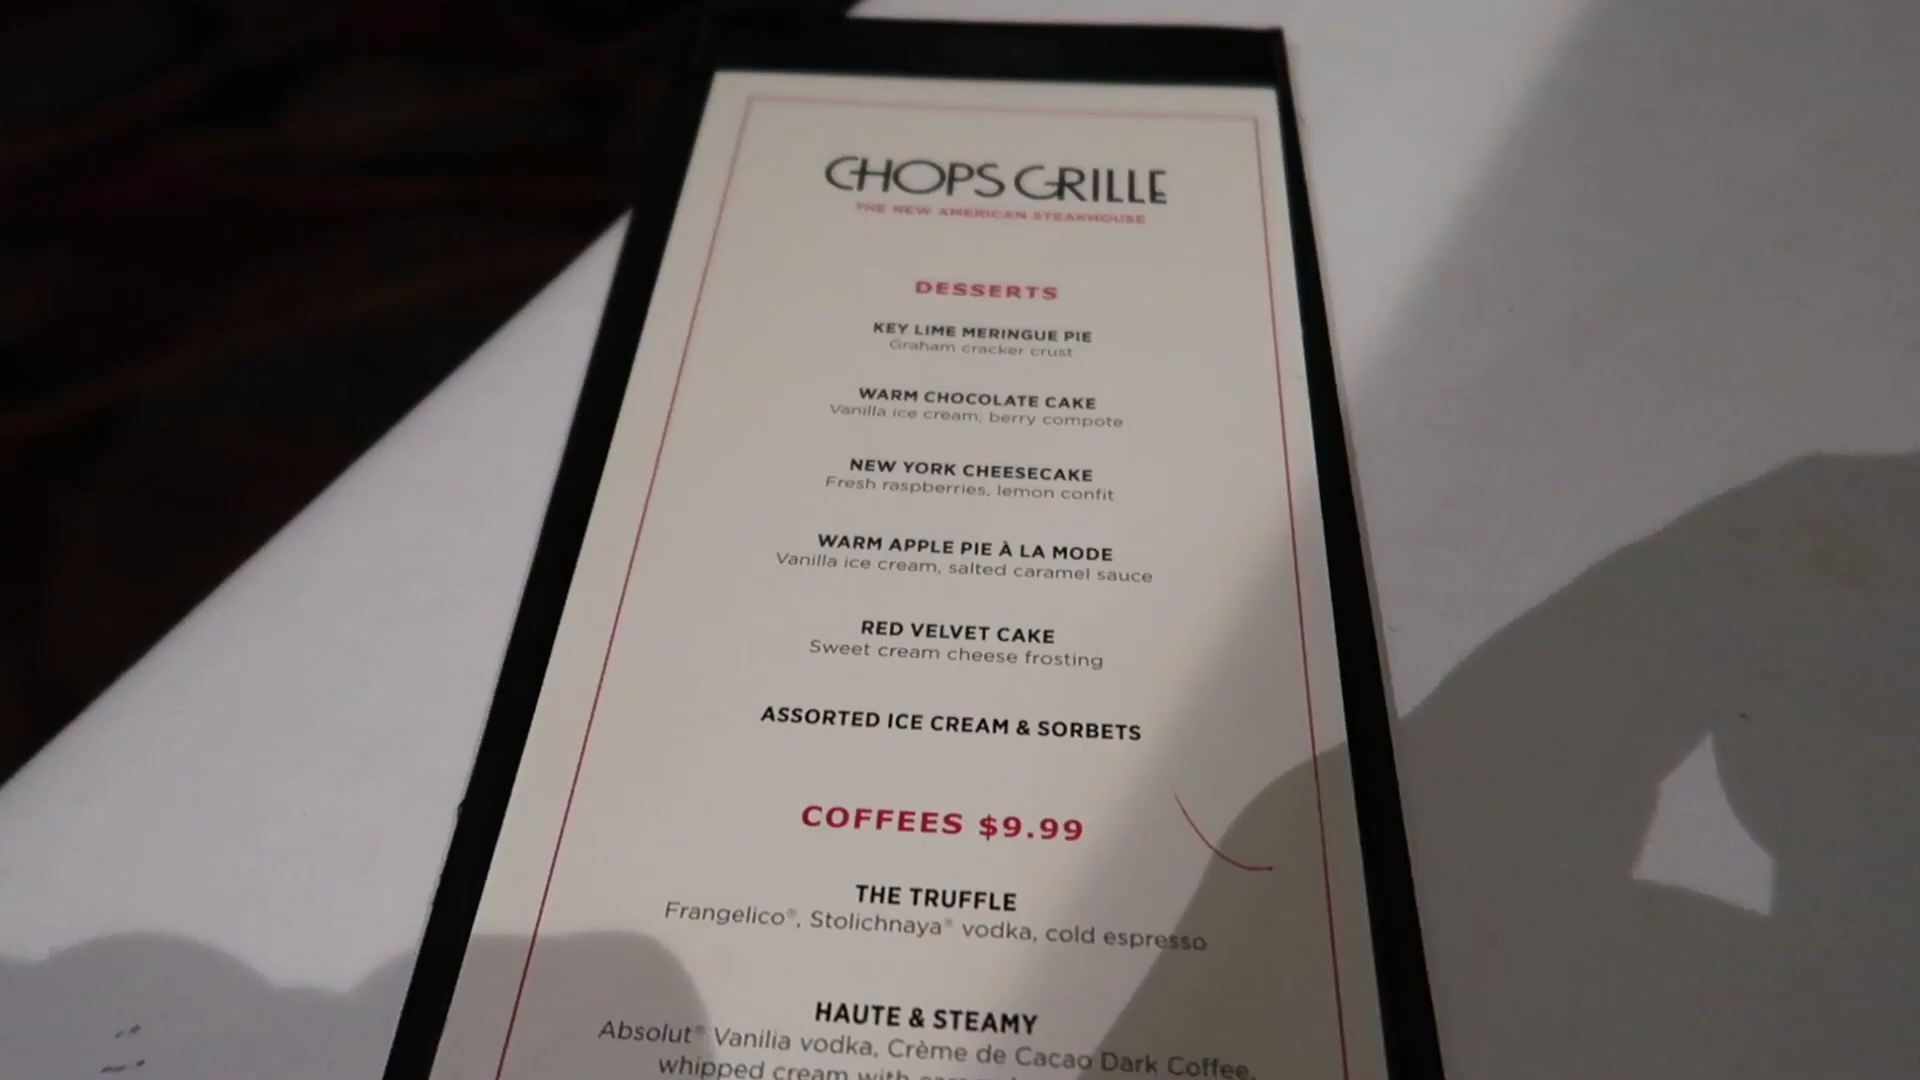 CHOPS GRILLE
THE NEW AMERICAN STEAKHOUSE
DESSERTS
KEY LIME MERINGUE PIE
Graham cracker crust
WARM CHOCOLATE CAKE
Vanilla ice cream, berry compote
NEW YORK CHEESECAKE
Fresh raspberries, lemon confit
WARM APPLE PIE À LA MODE
Vanilla ice cream, salted caramel sauce
RED VELVET CAKE
Sweet cream cheese frosting
ASSORTED ICE CREAM & SORBETS
COFFEES $9.99
THE TRUFFLE
Frangelico®, Stolichnaya® vodka, cold espresso
HAUTE & STEAMY
Absolut® Vanilia vodka, Crème de Cacao Dark Coffee,
whipped cream with